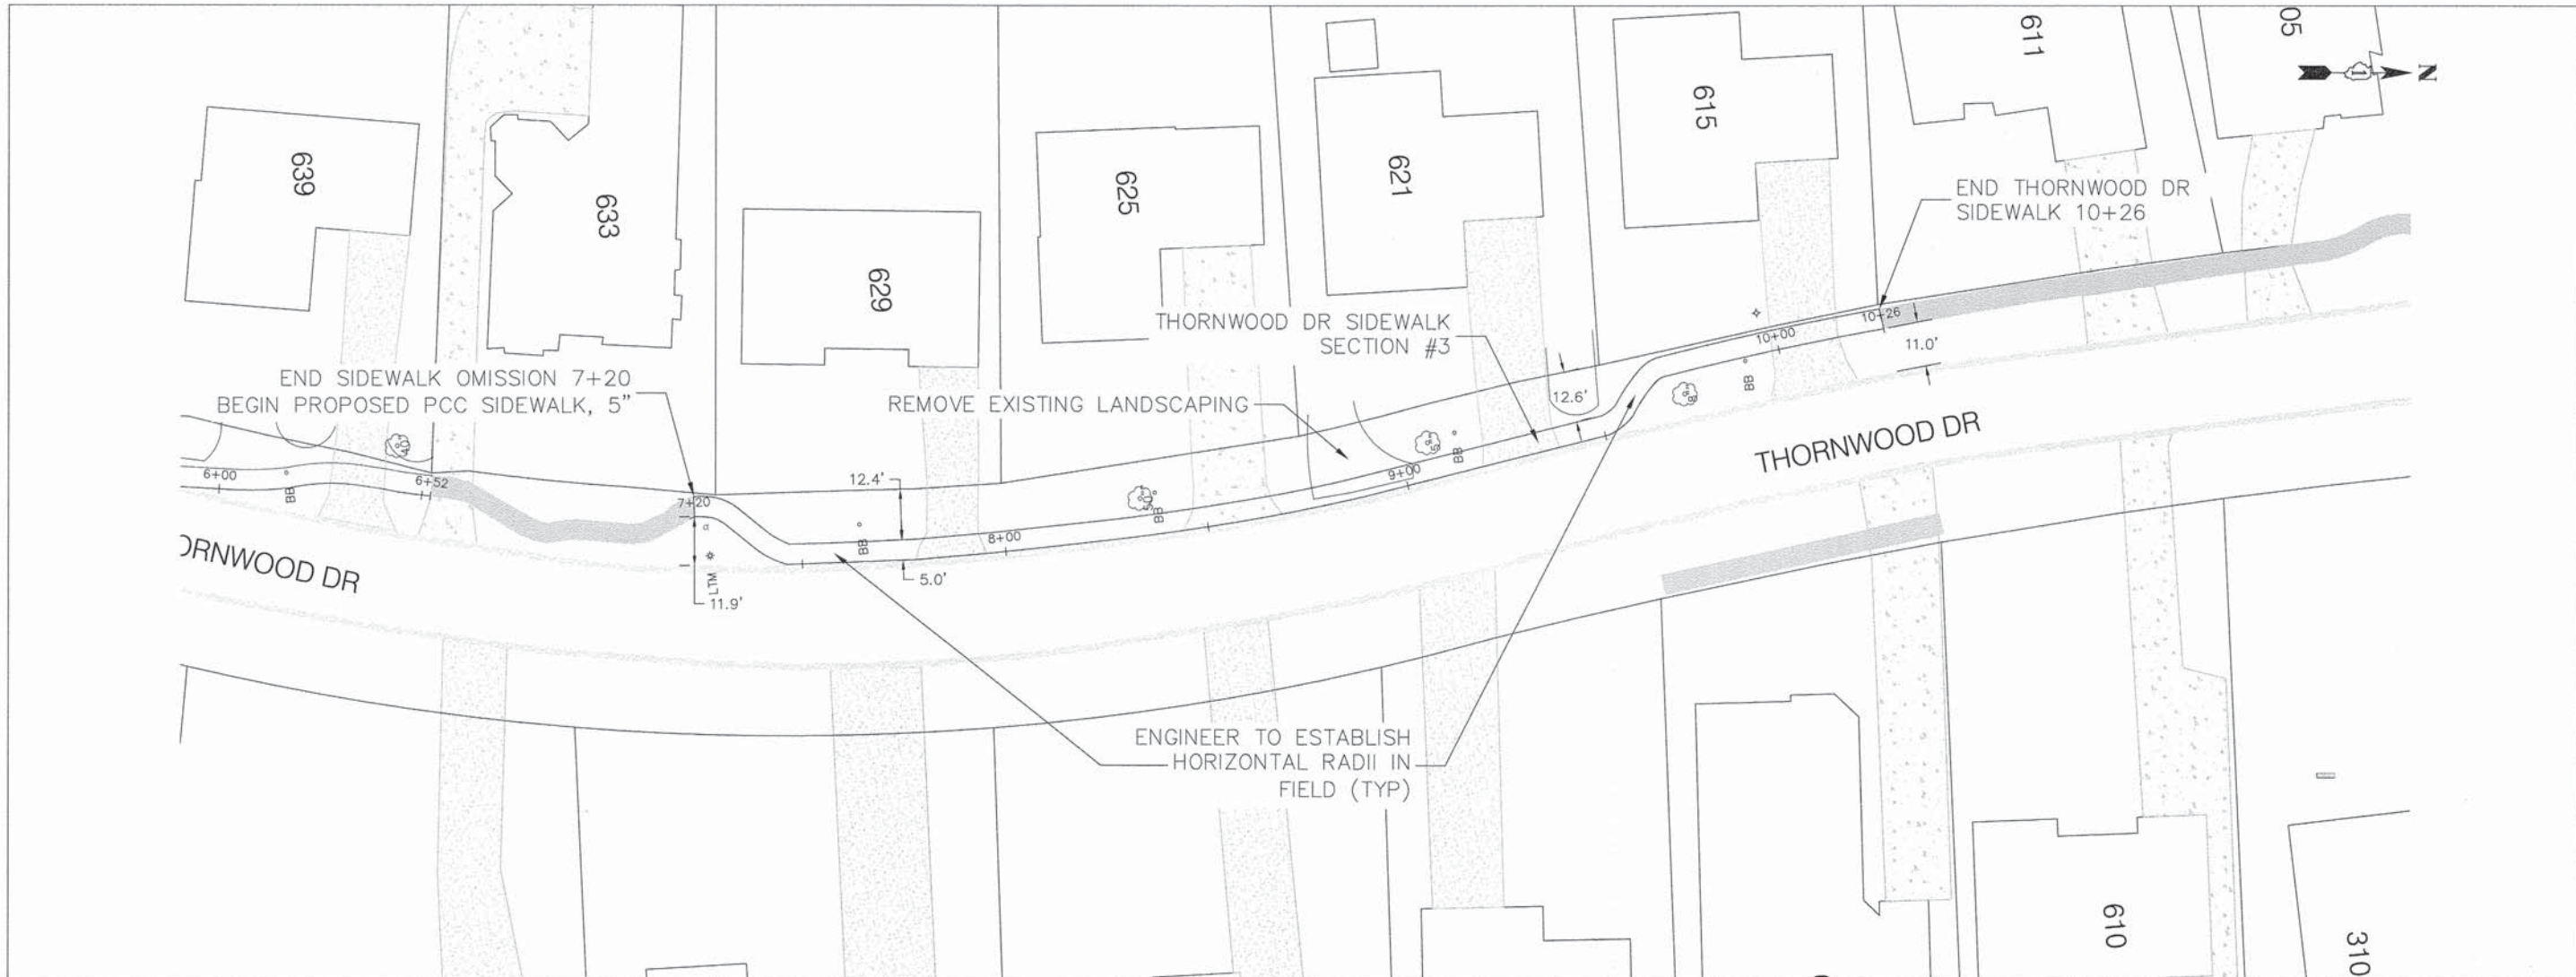 639
633
629
625
621
615
611
05
N
1
END THORNWOOD DR
SIDEWALK 10+26
THORNWOOD DR SIDEWALK
SECTION #3
END SIDEWALK OMISSION 7+20
BEGIN PROPOSED PCC SIDEWALK, 5"
REMOVE EXISTING LANDSCAPING
12.6'
11.0'
12.4'
5.0'
11.9'
6+00
6+52
7+20
8+00
9+00
10+00
10+26
BB
BB
BB
BB
BB
LTM
ORNWOOD DR
THORNWOOD DR
ENGINEER TO ESTABLISH
HORIZONTAL RADII IN
FIELD (TYP)
610
310